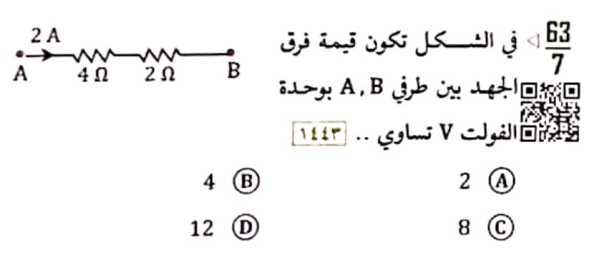 63/7 ◁ في الشـــكل تكون قيمة فرق
الجهد بين طرفي A , B بوحدة
الفولت V تساوي .. ١٤٤٣
2 A
A 4 Ω 2 Ω B
2 Ⓐ 4 Ⓑ
8 Ⓒ 12 Ⓓ